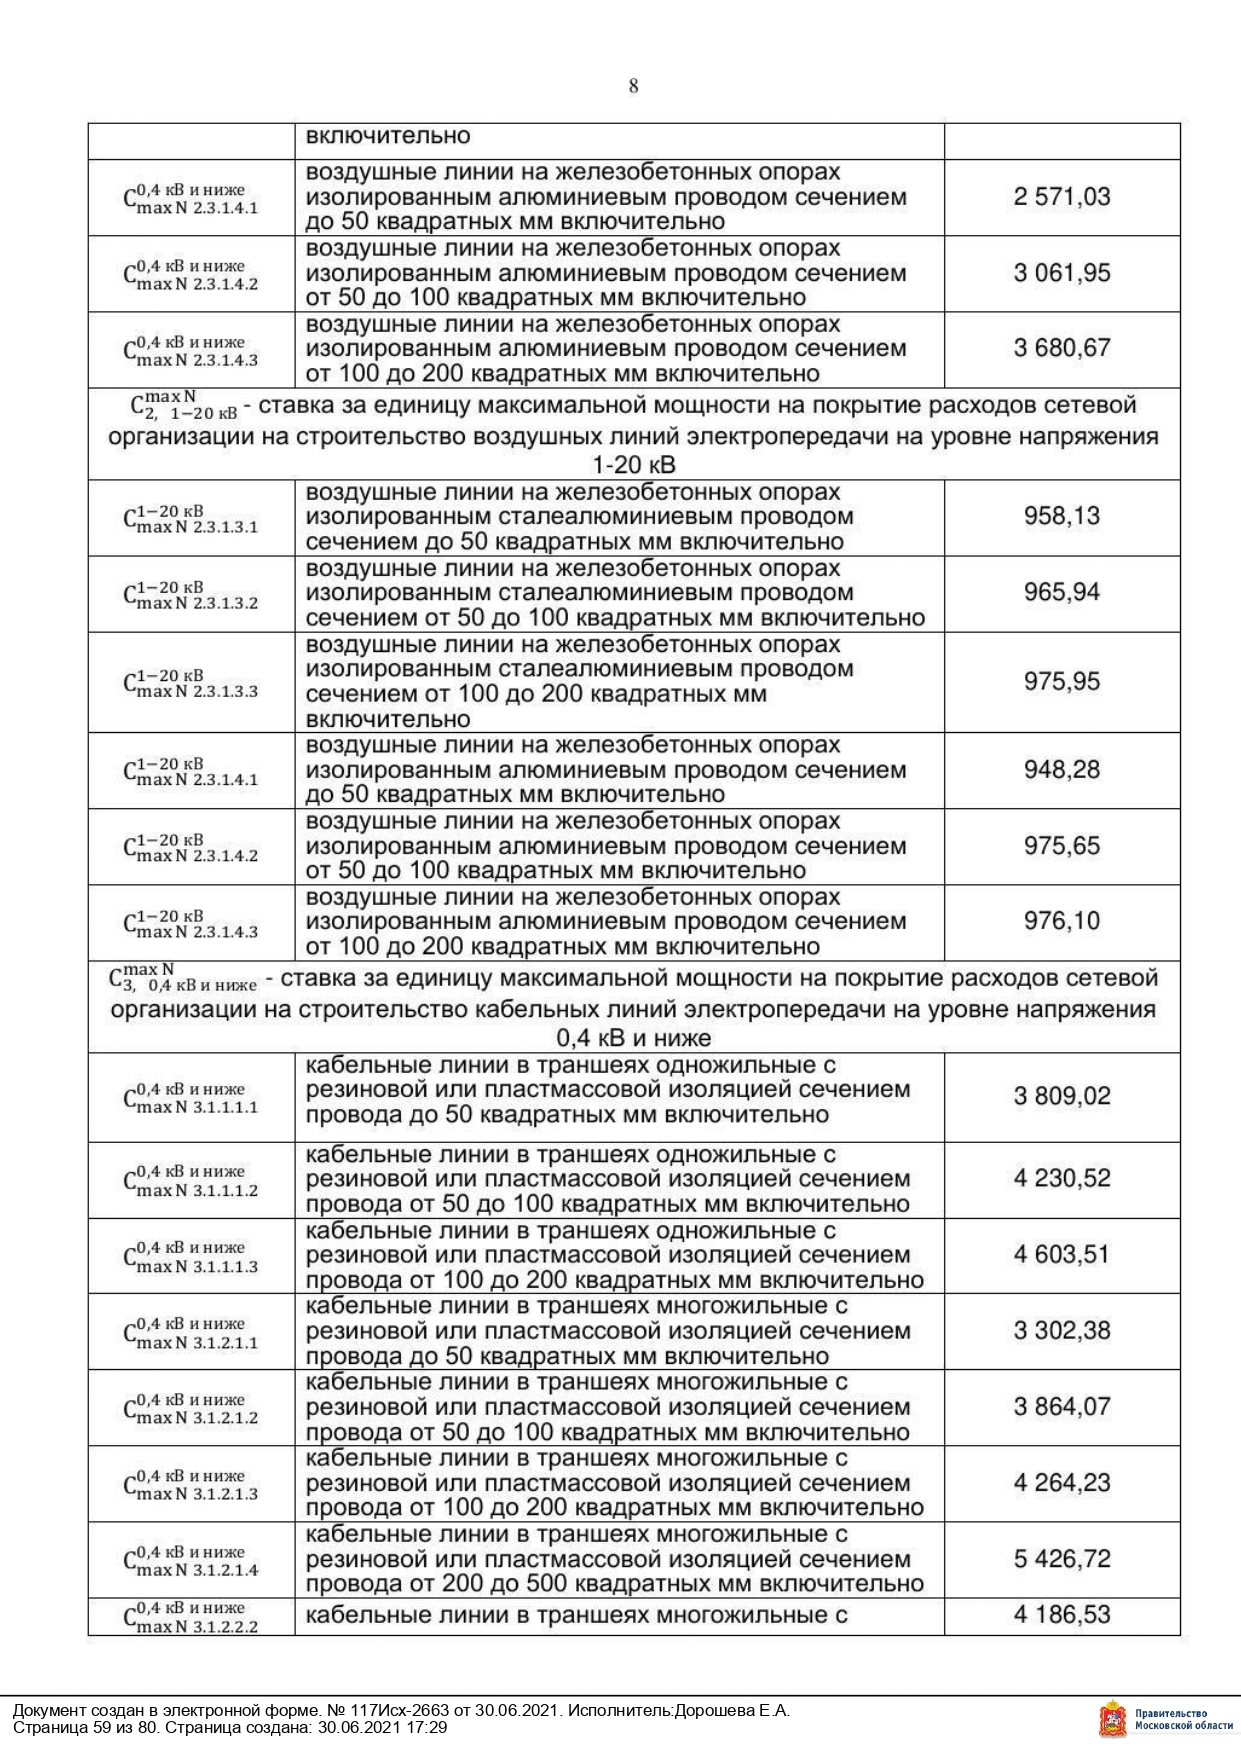 8
включительно
C 0,4 кВ и ниже max N 2.3.1.4.1
воздушные линии на железобетонных опорах
изолированным алюминиевым проводом сечением
до 50 квадратных мм включительно
2 571,03
C 0,4 кВ и ниже max N 2.3.1.4.2
воздушные линии на железобетонных опорах
изолированным алюминиевым проводом сечением
от 50 до 100 квадратных мм включительно
3 061,95
C 0,4 кВ и ниже max N 2.3.1.4.3
воздушные линии на железобетонных опорах
изолированным алюминиевым проводом сечением
от 100 до 200 квадратных мм включительно
3 680,67
C max N 2, 1−20 кВ - ставка за единицу максимальной мощности на покрытие расходов сетевой
организации на строительство воздушных линий электропередачи на уровне напряжения
1-20 кВ
C 1−20 кВ max N 2.3.1.3.1
воздушные линии на железобетонных опорах
изолированным сталеалюминиевым проводом
сечением до 50 квадратных мм включительно
958,13
C 1−20 кВ max N 2.3.1.3.2
воздушные линии на железобетонных опорах
изолированным сталеалюминиевым проводом
сечением от 50 до 100 квадратных мм включительно
965,94
C 1−20 кВ max N 2.3.1.3.3
воздушные линии на железобетонных опорах
изолированным сталеалюминиевым проводом
сечением от 100 до 200 квадратных мм
включительно
975,95
C 1−20 кВ max N 2.3.1.4.1
воздушные линии на железобетонных опорах
изолированным алюминиевым проводом сечением
до 50 квадратных мм включительно
948,28
C 1−20 кВ max N 2.3.1.4.2
воздушные линии на железобетонных опорах
изолированным алюминиевым проводом сечением
от 50 до 100 квадратных мм включительно
975,65
C 1−20 кВ max N 2.3.1.4.3
воздушные линии на железобетонных опорах
изолированным алюминиевым проводом сечением
от 100 до 200 квадратных мм включительно
976,10
C max N 3, 0,4 кВ и ниже - ставка за единицу максимальной мощности на покрытие расходов сетевой
организации на строительство кабельных линий электропередачи на уровне напряжения
0,4 кВ и ниже
C 0,4 кВ и ниже max N 3.1.1.1.1
кабельные линии в траншеях одножильные с
резиновой или пластмассовой изоляцией сечением
провода до 50 квадратных мм включительно
3 809,02
C 0,4 кВ и ниже max N 3.1.1.1.2
кабельные линии в траншеях одножильные с
резиновой или пластмассовой изоляцией сечением
провода от 50 до 100 квадратных мм включительно
4 230,52
C 0,4 кВ и ниже max N 3.1.1.1.3
кабельные линии в траншеях одножильные с
резиновой или пластмассовой изоляцией сечением
провода от 100 до 200 квадратных мм включительно
4 603,51
C 0,4 кВ и ниже max N 3.1.2.1.1
кабельные линии в траншеях многожильные с
резиновой или пластмассовой изоляцией сечением
провода до 50 квадратных мм включительно
3 302,38
C 0,4 кВ и ниже max N 3.1.2.1.2
кабельные линии в траншеях многожильные с
резиновой или пластмассовой изоляцией сечением
провода от 50 до 100 квадратных мм включительно
3 864,07
C 0,4 кВ и ниже max N 3.1.2.1.3
кабельные линии в траншеях многожильные с
резиновой или пластмассовой изоляцией сечением
провода от 100 до 200 квадратных мм включительно
4 264,23
C 0,4 кВ и ниже max N 3.1.2.1.4
кабельные линии в траншеях многожильные с
резиновой или пластмассовой изоляцией сечением
провода от 200 до 500 квадратных мм включительно
5 426,72
C 0,4 кВ и ниже max N 3.1.2.2.2
кабельные линии в траншеях многожильные с
4 186,53
Документ создан в электронной форме. № 117Исх-2663 от 30.06.2021. Исполнитель:Дорошева Е.А.
Страница 59 из 80. Страница создана: 30.06.2021 17:29
Правительство
Московской области